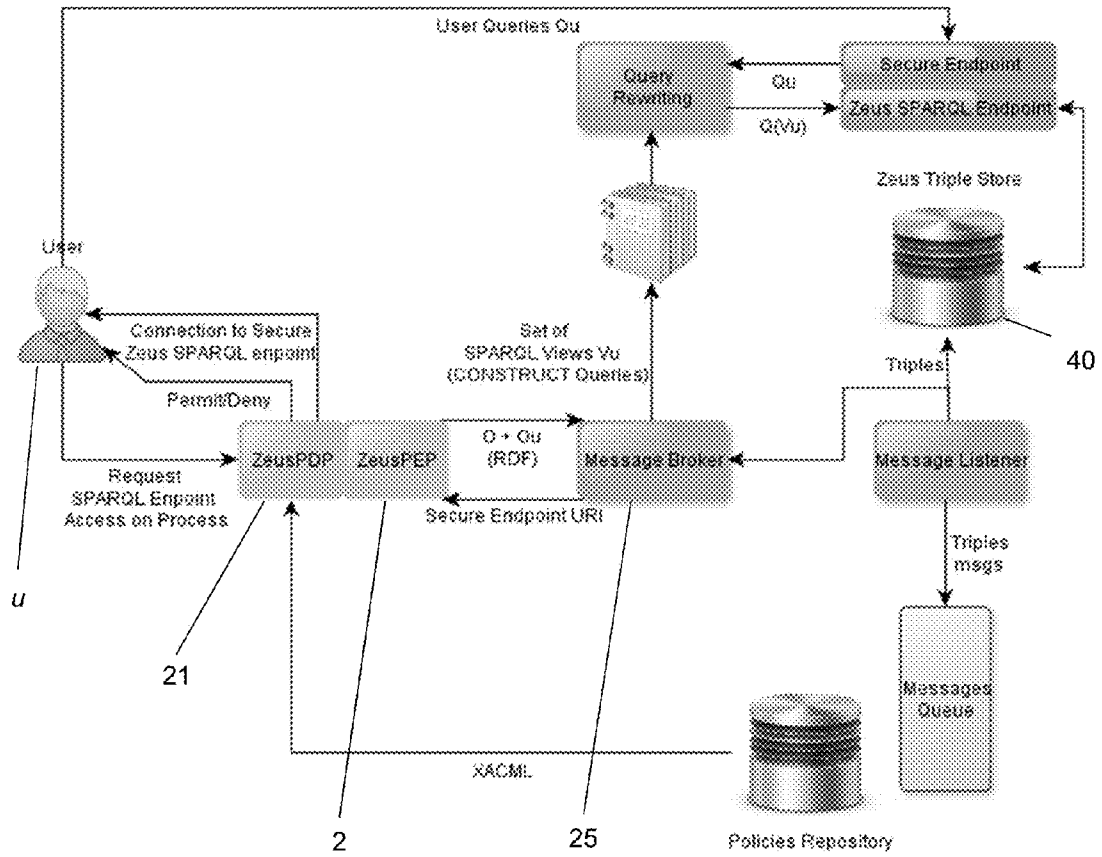 User Queries Qu
Secure Endpoint
Query
Rewriting
Qu
Zeus SPARQL Endpoint
Q(Vu)
Zeus Triple Store
User
Connection to Secure
Zeus SPARQL enpoint
Set of
SPARQL Views Vu
(CONSTRUCT Queries)
40
Triples
Permit/Deny
ZeusPDP
ZeusPEP
O + Ou
(RDF)
Message Broker
Message Listener
Request
SPARQL Enpoint
Access on Process
Secure Endpoint URI
Triples
msgs
u
21
Messages
Queue
XACML
2
25
Policies Repository